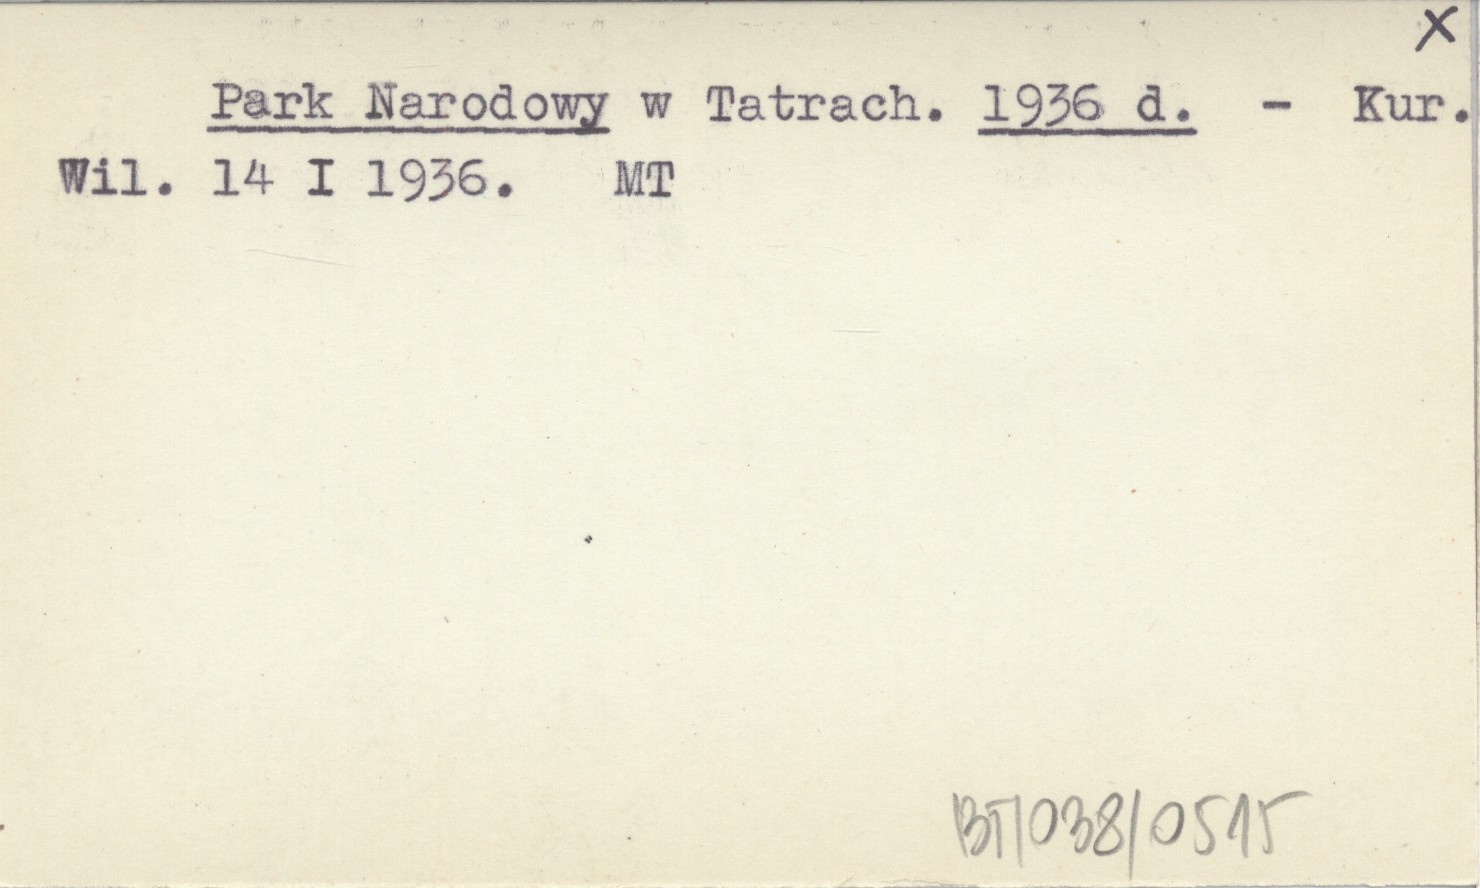 X
Park Narodowy w Tatrach. 1936 d. - Kur.
Wil. 14 I 1936. MT
BT/038/0515